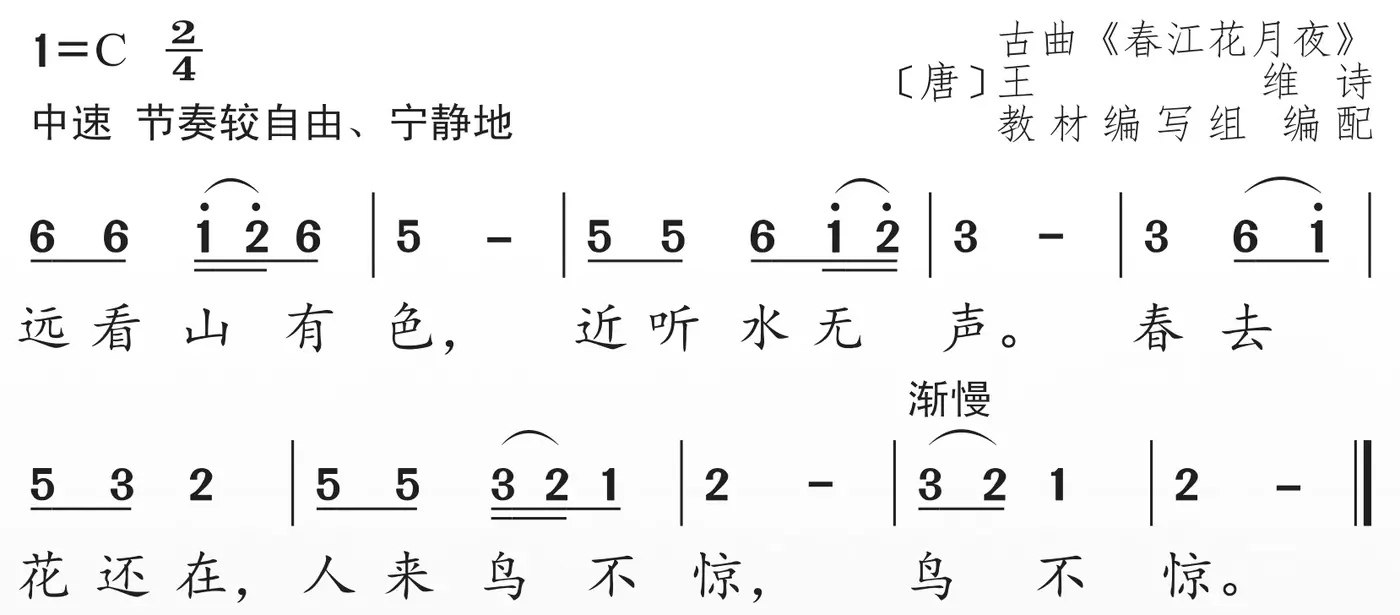 1=C 2/4
古曲《春江花月夜》
〔唐〕王 维 诗
中速 节奏较自由、宁静地
教材编写组 编配
6 6 i̇ 2̇ 6 | 5 - | 5 5 6 i̇ 2̇ | 3 - | 3 6 i̇ |
远看山有色，近听水无声。春去
渐慢
5 3 2 | 5 5 3 2 1 | 2 - | 3 2 1 | 2 - ‖
花还在，人来鸟不惊，鸟不惊。